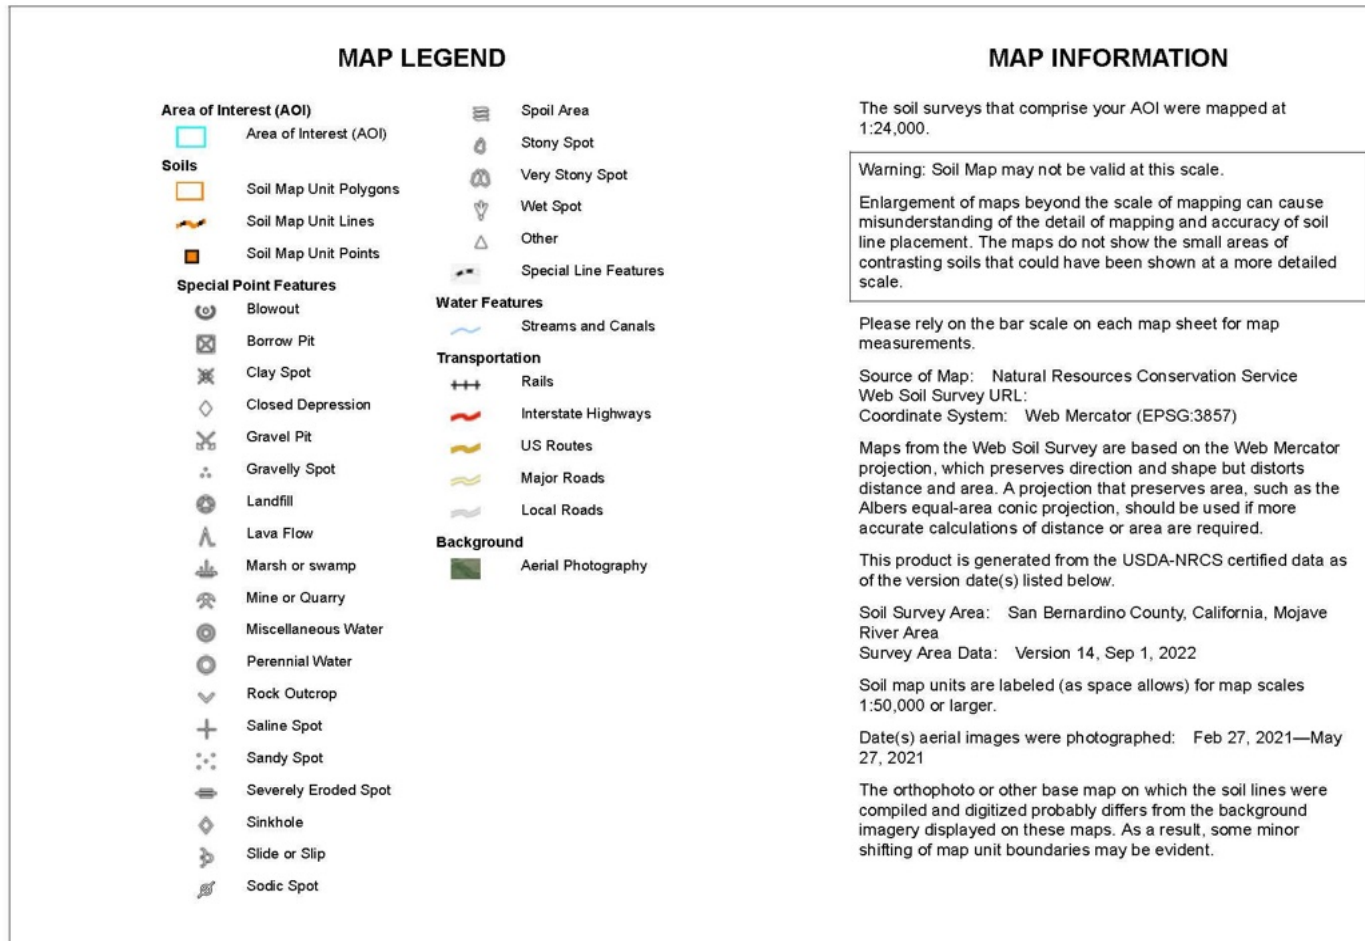 MAP LEGEND
Area of Interest (AOI)
Area of Interest (AOI)
Soils
Soil Map Unit Polygons
Soil Map Unit Lines
Soil Map Unit Points
Special Point Features
Blowout
Borrow Pit
Clay Spot
Closed Depression
Gravel Pit
Gravelly Spot
Landfill
Lava Flow
Marsh or swamp
Mine or Quarry
Miscellaneous Water
Perennial Water
Rock Outcrop
Saline Spot
Sandy Spot
Severely Eroded Spot
Sinkhole
Slide or Slip
Sodic Spot
Spoil Area
Stony Spot
Very Stony Spot
Wet Spot
Other
Special Line Features
Water Features
Streams and Canals
Transportation
Rails
Interstate Highways
US Routes
Major Roads
Local Roads
Background
Aerial Photography
MAP INFORMATION
The soil surveys that comprise your AOI were mapped at
1:24,000.
Warning: Soil Map may not be valid at this scale.
Enlargement of maps beyond the scale of mapping can cause
misunderstanding of the detail of mapping and accuracy of soil
line placement. The maps do not show the small areas of
contrasting soils that could have been shown at a more detailed
scale.
Please rely on the bar scale on each map sheet for map
measurements.
Source of Map: Natural Resources Conservation Service
Web Soil Survey URL:
Coordinate System: Web Mercator (EPSG:3857)
Maps from the Web Soil Survey are based on the Web Mercator
projection, which preserves direction and shape but distorts
distance and area. A projection that preserves area, such as the
Albers equal-area conic projection, should be used if more
accurate calculations of distance or area are required.
This product is generated from the USDA-NRCS certified data as
of the version date(s) listed below.
Soil Survey Area: San Bernardino County, California, Mojave
River Area
Survey Area Data: Version 14, Sep 1, 2022
Soil map units are labeled (as space allows) for map scales
1:50,000 or larger.
Date(s) aerial images were photographed: Feb 27, 2021—May
27, 2021
The orthophoto or other base map on which the soil lines were
compiled and digitized probably differs from the background
imagery displayed on these maps. As a result, some minor
shifting of map unit boundaries may be evident.